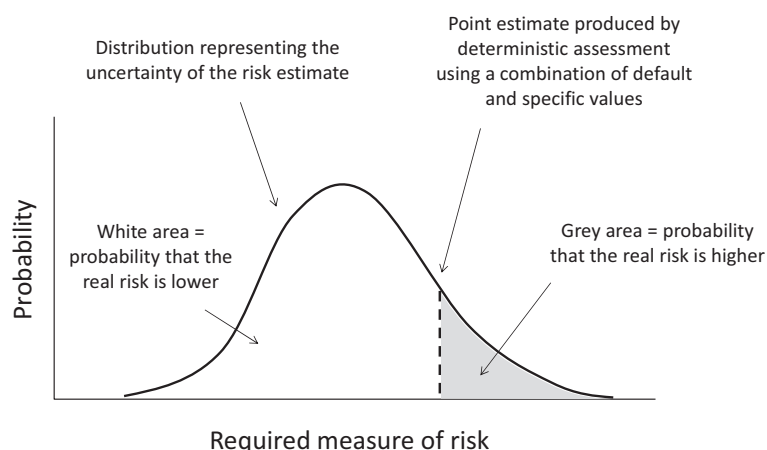 Point estimate produced by
deterministic assessment
using a combination of default
and specific values
Distribution representing the
uncertainty of the risk estimate
White area =
probability that the
real risk is lower
Grey area = probability
that the real risk is higher
Probability
Required measure of risk